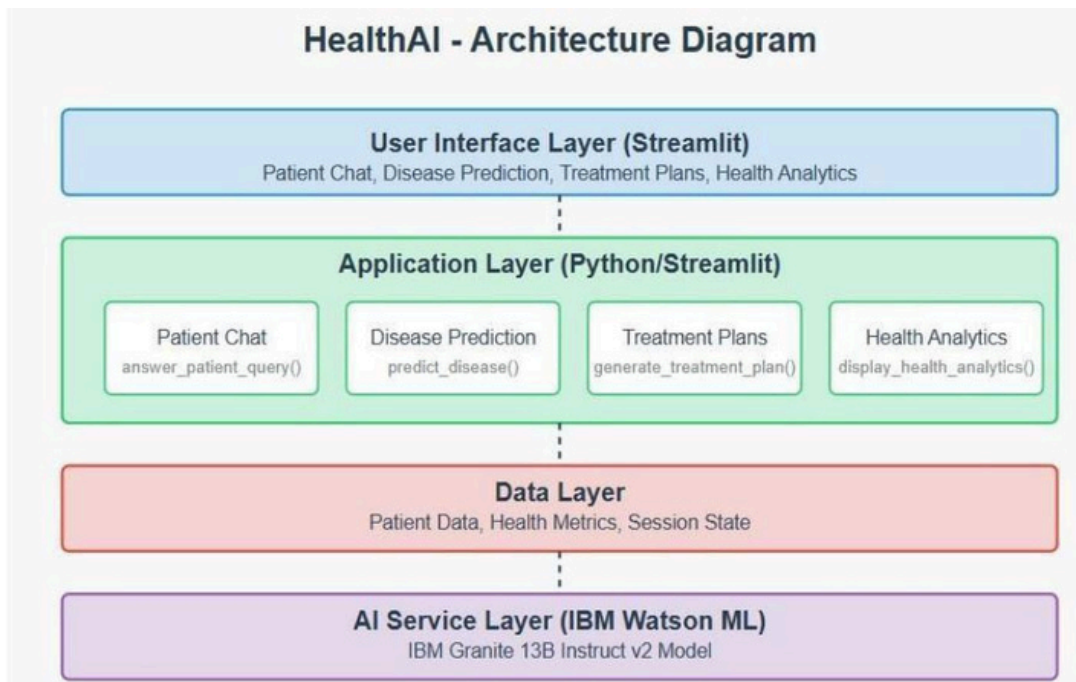 HealthAI - Architecture Diagram
User Interface Layer (Streamlit)
Patient Chat, Disease Prediction, Treatment Plans, Health Analytics
Application Layer (Python/Streamlit)
Patient Chat
answer_patient_query()
Disease Prediction
predict_disease()
Treatment Plans
generate_treatment_plan()
Health Analytics
display_health_analytics()
Data Layer
Patient Data, Health Metrics, Session State
AI Service Layer (IBM Watson ML)
IBM Granite 13B Instruct v2 Model